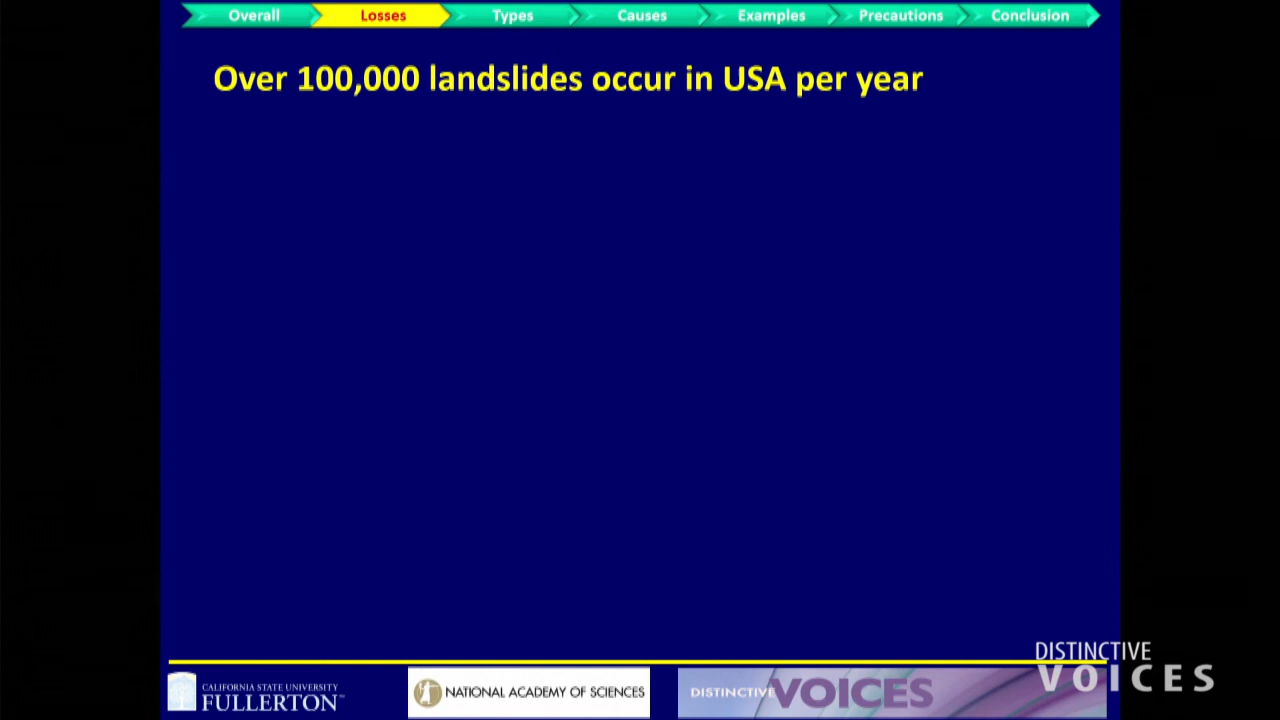 Overall Losses Types Causes Examples Precautions Conclusion
Over 100,000 landslides occur in USA per year
CALIFORNIA STATE UNIVERSITY
FULLERTON™
NATIONAL ACADEMY OF SCIENCES
DISTINCTIVE VOICES
DISTINCTIVE
VOICES